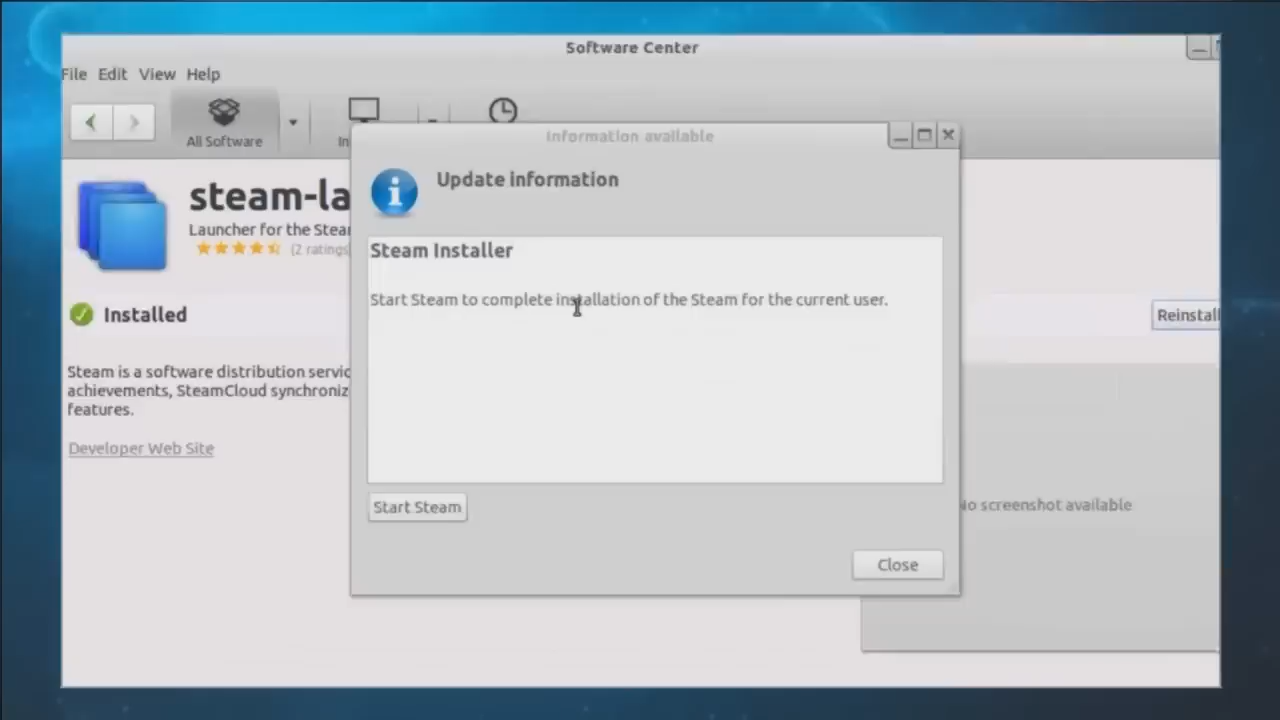 Software Center
File Edit View Help
All Software
In
Information available
Update information
steam-la
Launcher for the Stea
(2 ratings
Steam Installer
Start Steam to complete installation of the Steam for the current user.
Installed
Reinstall
Steam is a software distribution servic
achievements, SteamCloud synchroniz
features.
Developer Web Site
Start Steam
No screenshot available
Close